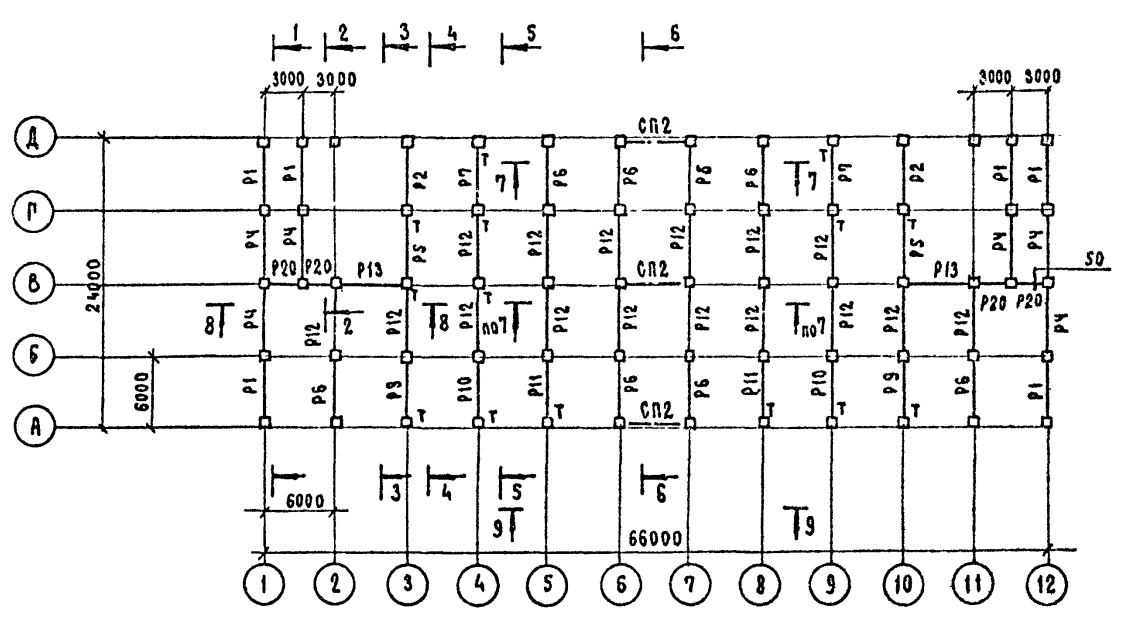 1 2 3 4 5 6
3000 3000 3000 3000
Д СП2
Р1 Р1 Р2 Р7 Т 7 Р6 Р6 Р6 Р6 Т 7 Р7 Р2 Р1 Р1
Г
Р4 Р4 Т Р5 Р12 Т Р12 Р12 Р12 Р12 Р12 Т Р5 Т Р4 Р4
50
В Р20 Р20 Р13 СП2 Р13 Р20 Р20
24000
8 Р4 Р12 2 Р12 Т 8 Р12 Т по7 Р12 Р12 Р12 Р12 по7 Р12 Р12 Р12 Р4
Б
6000 Р1 Р6 Р9 Р10 Р11 Р6 Р6 Р11 Р10 Р9 Р6 Р1
А Т Т Т СП2 Т Т Т
3 4 5 6
6000
9 9
66000
1 2 3 4 5 6 7 8 9 10 11 12